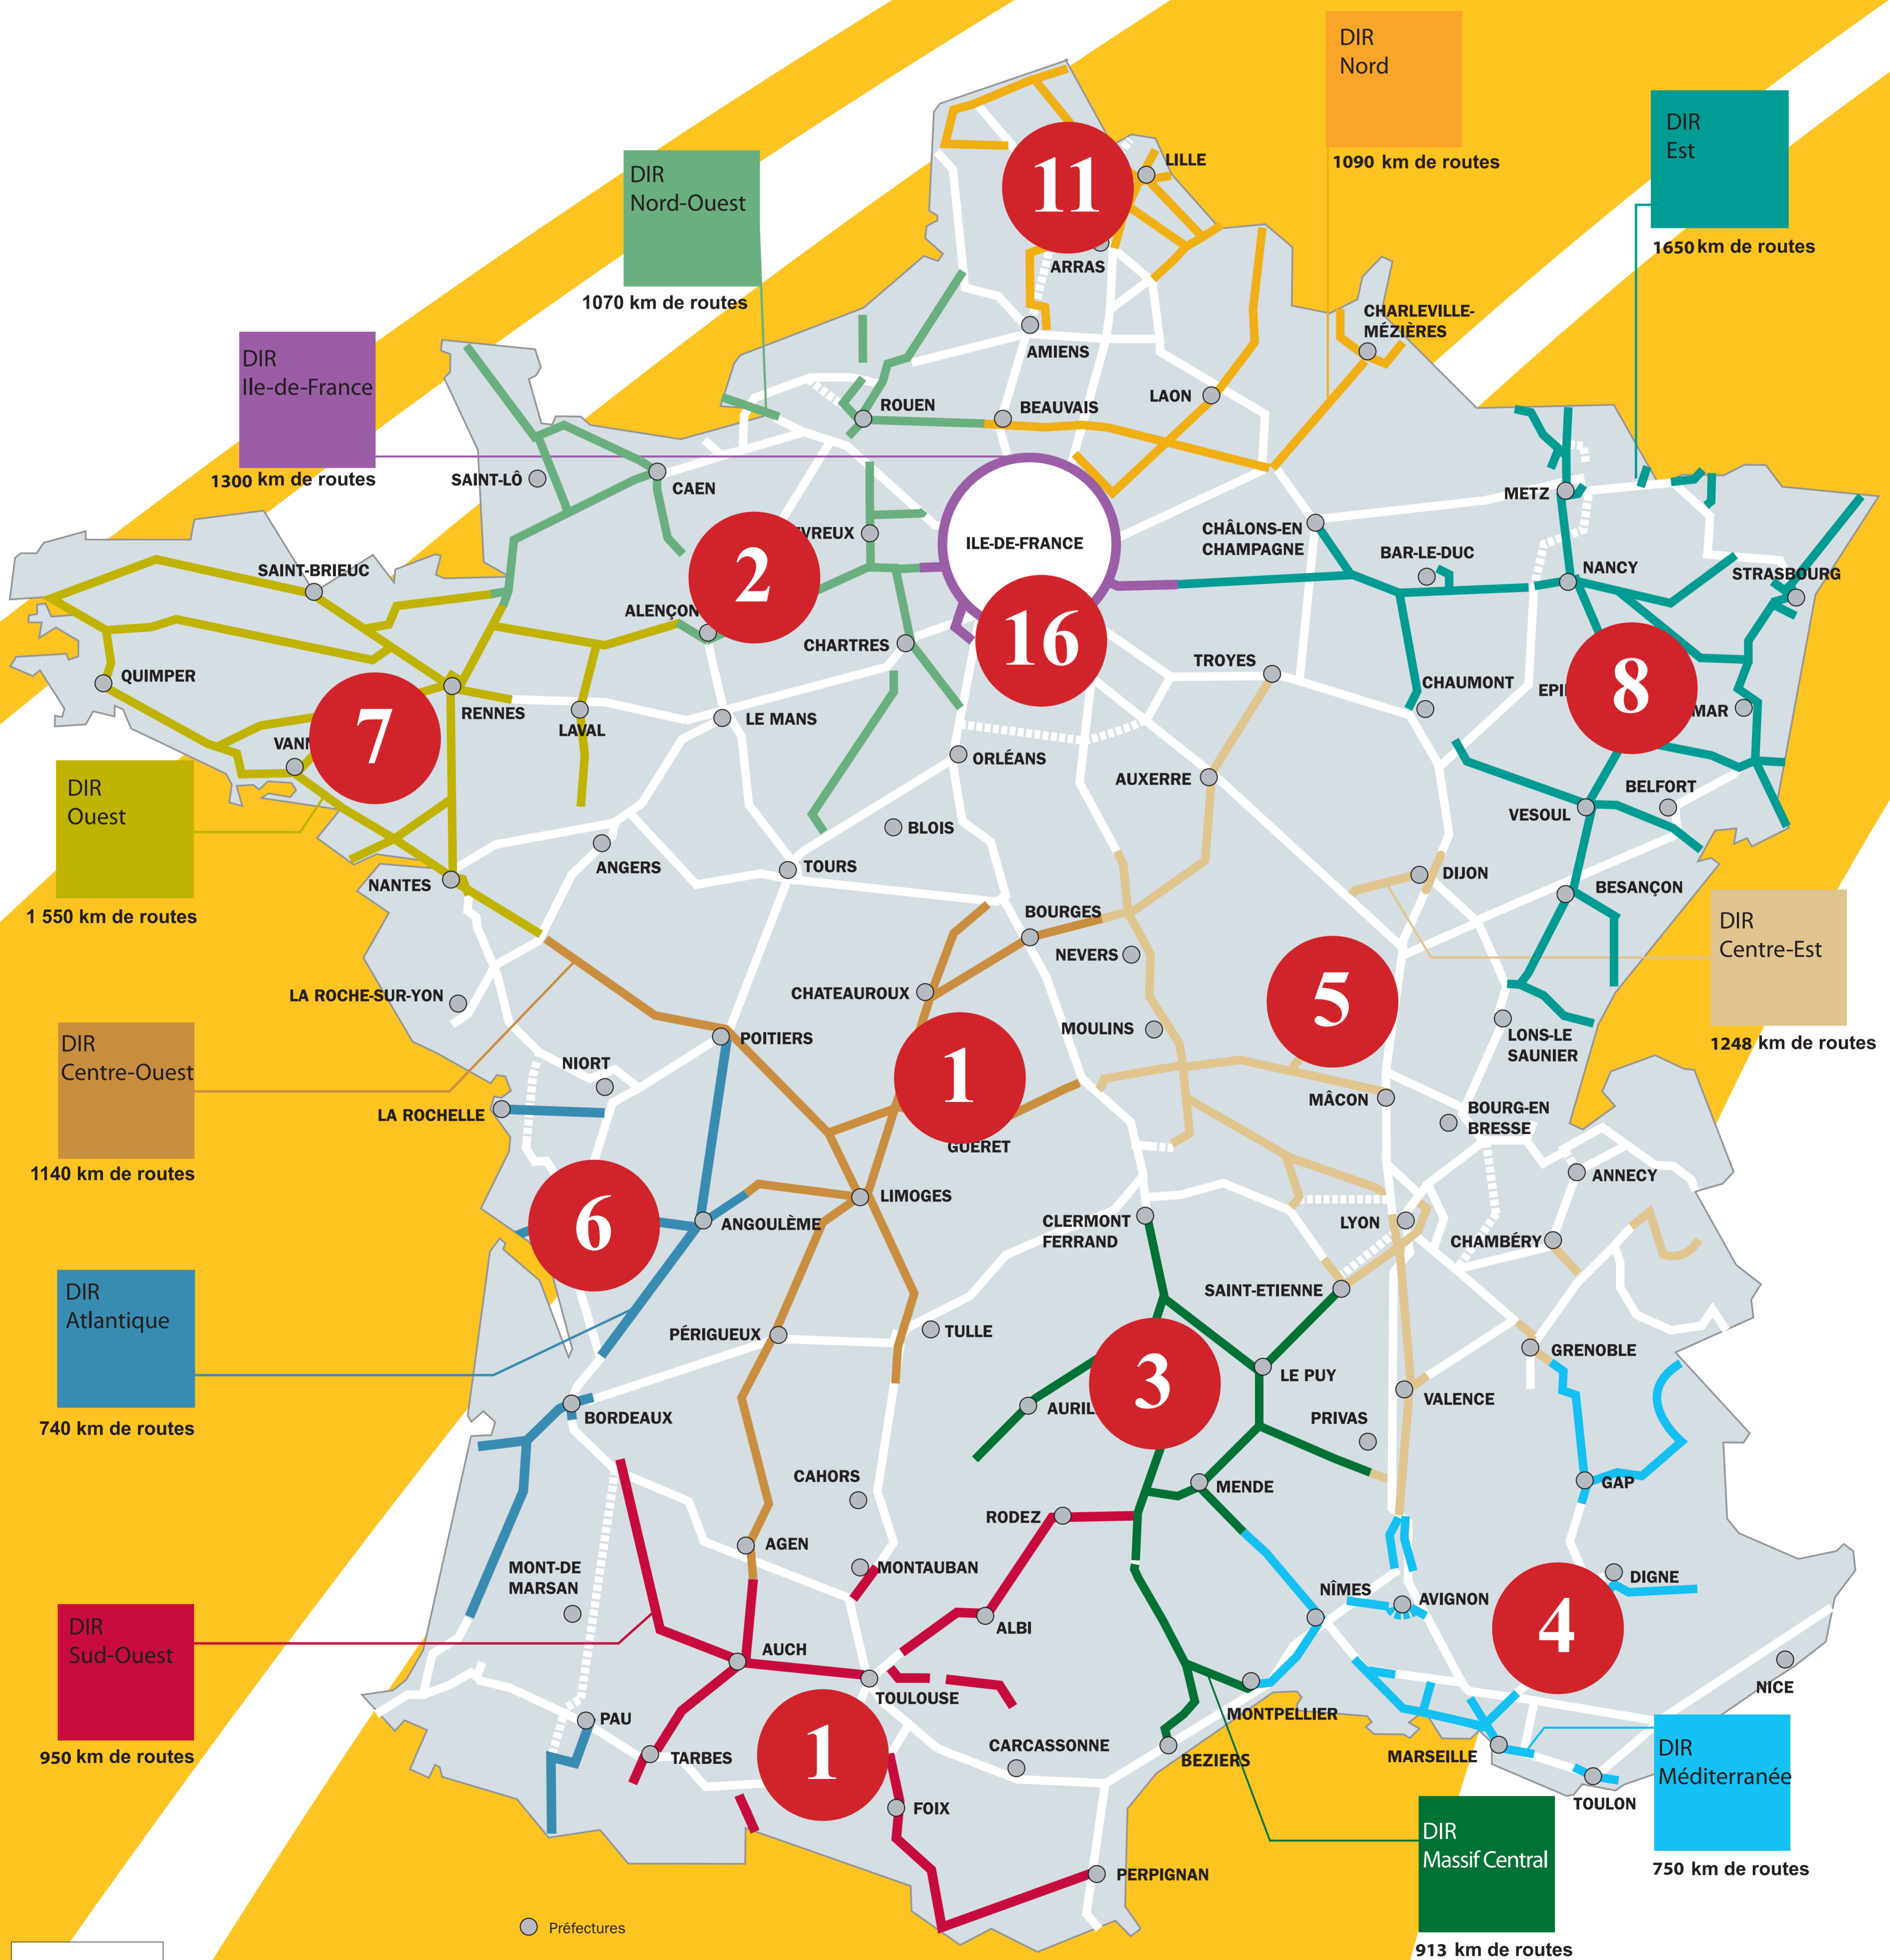 DIR
Nord
1090 km de routes
DIR
Est
1650 km de routes
DIR
Nord-Ouest
1070 km de routes
DIR
Ile-de-France
1300 km de routes
11
LILLE
ARRAS
AMIENS
CHARLEVILLE-
MÉZIÈRES
LAON
ROUEN
BEAUVAIS
SAINT-LÔ
CAEN
METZ
2
VREUX
ILE-DE-FRANCE
CHÂLONS-EN
CHAMPAGNE
BAR-LE-DUC
NANCY
STRASBOURG
SAINT-BRIEUC
ALENÇON
CHARTRES
16
TROYES
CHAUMONT
EPI
8
MAR
QUIMPER
RENNES
LAVAL
LE MANS
7
VANN
ORLÉANS
AUXERRE
BELFORT
VESOUL
DIR
Ouest
1 550 km de routes
BLOIS
ANGERS
TOURS
NANTES
DIJON
BESANÇON
DIR
Centre-Est
1248 km de routes
BOURGES
NEVERS
5
LA ROCHE-SUR-YON
CHATEAUROUX
MOULINS
POITIERS
LONS-LE
SAUNIER
DIR
Centre-Ouest
1140 km de routes
NIORT
1
LA ROCHELLE
GUERET
MÂCON
BOURG-EN
BRESSE
ANNECY
6
LIMOGES
ANGOULÊME
CLERMONT
FERRAND
LYON
CHAMBÉRY
DIR
Atlantique
740 km de routes
SAINT-ETIENNE
PÉRIGUEUX
TULLE
GRENOBLE
3
LE PUY
VALENCE
AURIL
BORDEAUX
PRIVAS
CAHORS
MENDE
GAP
RODEZ
AGEN
MONT-DE
MARSAN
MONTAUBAN
NÎMES
AVIGNON
DIGNE
4
ALBI
DIR
Sud-Ouest
950 km de routes
AUCH
TOULOUSE
NICE
PAU
MONTPELLIER
TARBES
1
CARCASSONNE
BEZIERS
MARSEILLE
DIR
Méditerranée
750 km de routes
TOULON
FOIX
DIR
Massif Central
913 km de routes
PERPIGNAN
Préfectures